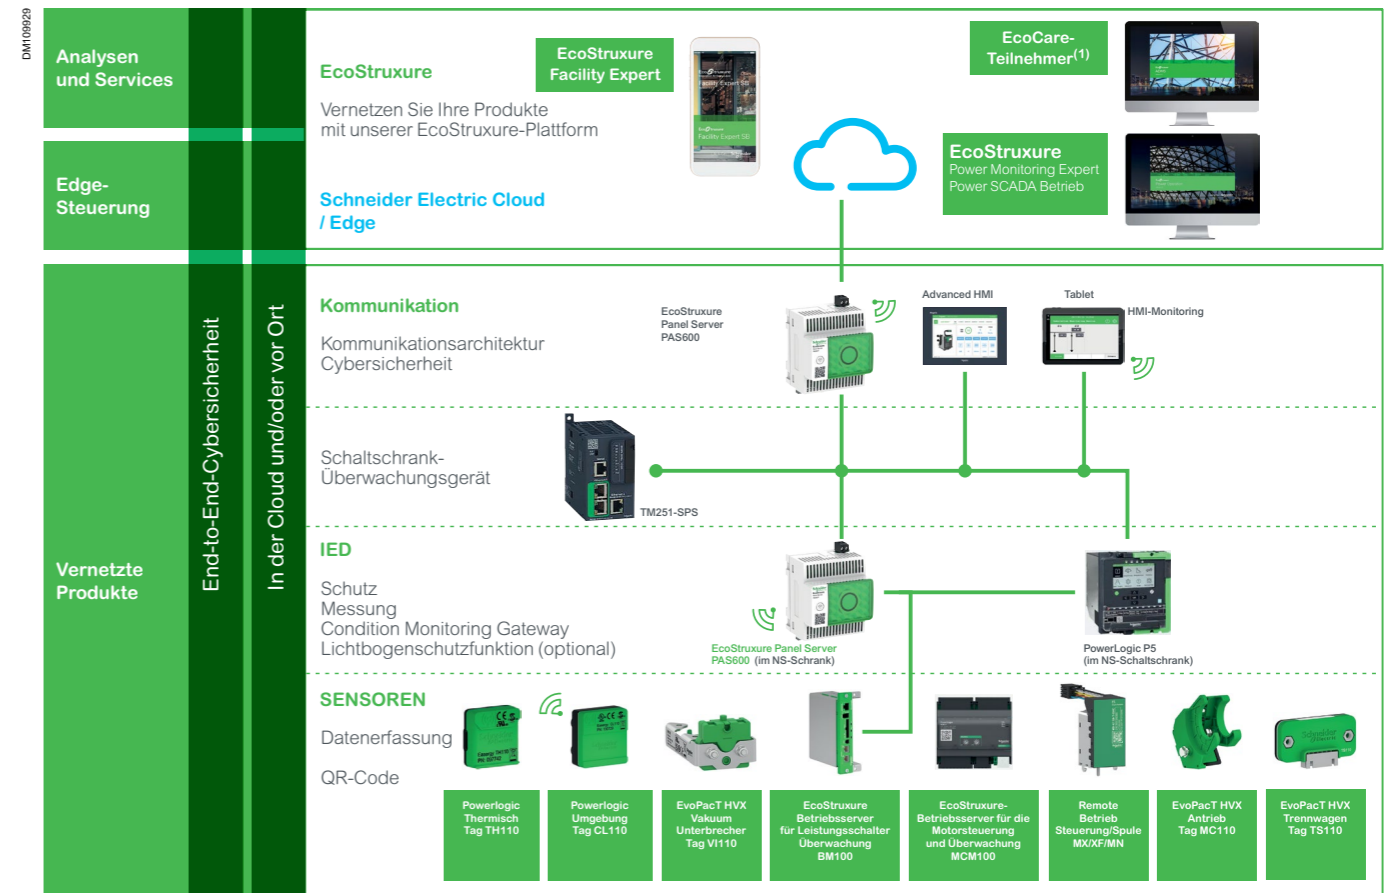 DM109929
Analysen
und Services
Edge-
Steuerung
Vernetzte
Produkte
End-to-End-Cybersicherheit
In der Cloud und/oder vor Ort
EcoStruxure
Vernetzen Sie Ihre Produkte
mit unserer EcoStruxure-Plattform
Schneider Electric Cloud
/ Edge
EcoStruxure
Facility Expert
EcoCare-
Teilnehmer(1)
EcoStruxure
Power Monitoring Expert
Power SCADA Betrieb
Kommunikation
Kommunikationsarchitektur
Cybersicherheit
EcoStruxure
Panel Server
PAS600
Advanced HMI
Tablet
HMI-Monitoring
Schaltschrank-
Überwachungsgerät
TM251-SPS
IED
Schutz
Messung
Condition Monitoring Gateway
Lichtbogenschutzfunktion (optional)
EcoStruxure Panel Server
PAS600 (im NS-Schrank)
PowerLogic P5
(im NS-Schaltschrank)
SENSOREN
Datenerfassung
QR-Code
Powerlogic
Thermisch
Tag TH110
Powerlogic
Umgebung
Tag CL110
EvoPacT HVX
Vakuum
Unterbrecher
Tag VI110
EcoStruxure
Betriebsserver
für Leistungsschalter
Überwachung
BM100
EcoStruxure-
Betriebsserver für die
Motorsteuerung
und Überwachung
MCM100
Remote
Betrieb
Steuerung/Spule
MX/XF/MN
EvoPacT HVX
Antrieb
Tag MC110
EvoPacT HVX
Trennwagen
Tag TS110